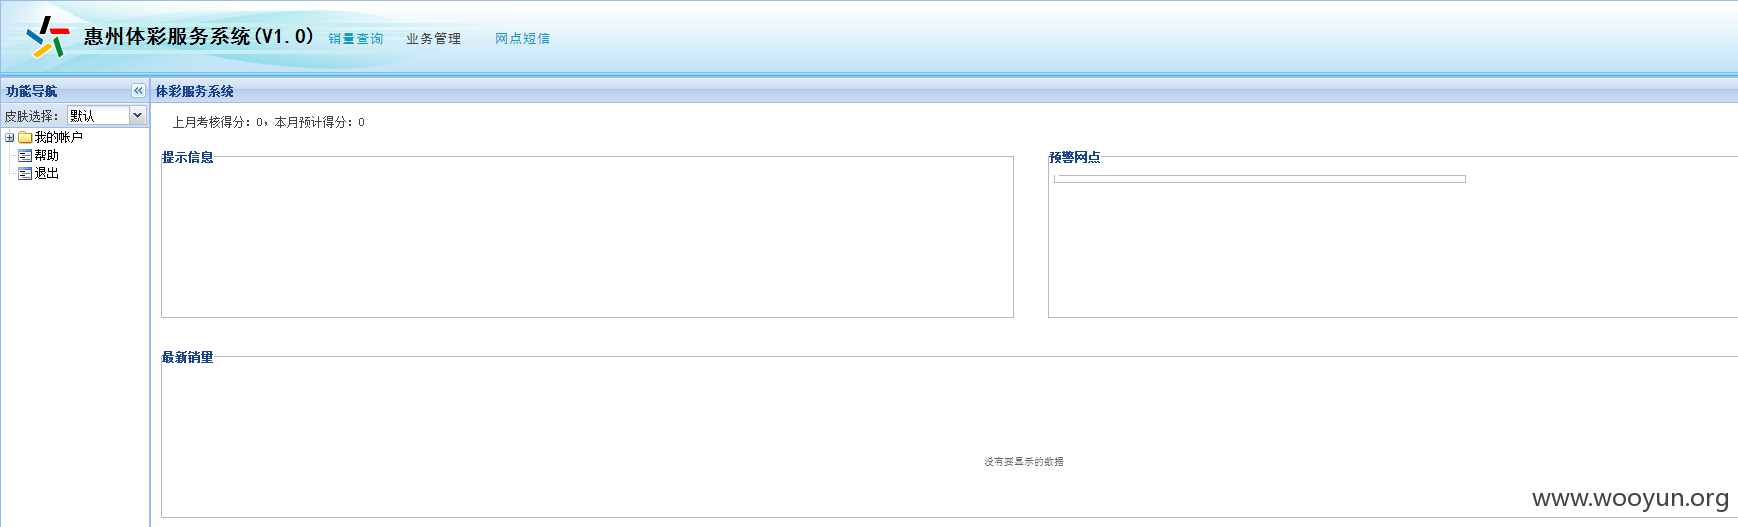 惠州体彩服务系统(V1.0) 销量查询 业务管理 网点短信
功能导航
体彩服务系统
皮肤选择: 默认
我的帐户
帮助
退出
上月考核得分: 0, 本月预计得分: 0
提示信息
预警网点
最新销量
没有要显示的数据
www.wooyun.org